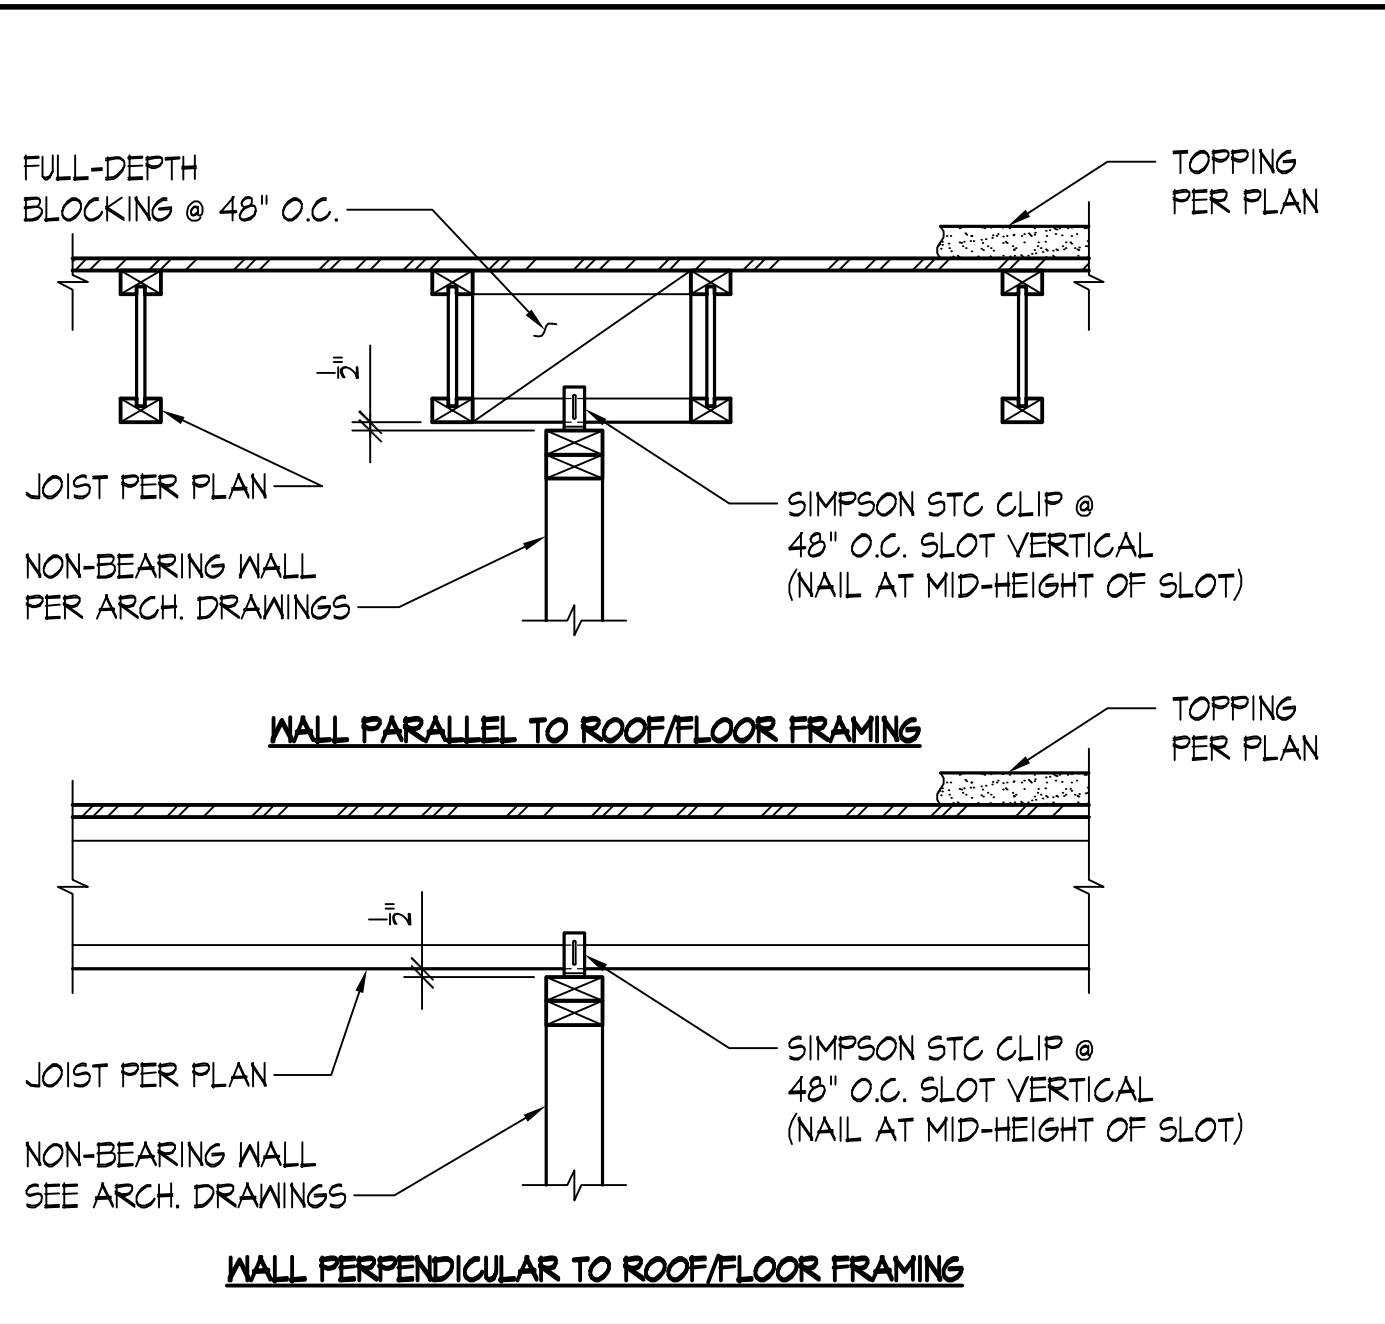 FULL-DEPTH
BLOCKING @ 48" O.C.
TOPPING
PER PLAN
1/2"
JOIST PER PLAN
SIMPSON STC CLIP @
48" O.C. SLOT VERTICAL
(NAIL AT MID-HEIGHT OF SLOT)
NON-BEARING WALL
PER ARCH. DRAWINGS
WALL PARALLEL TO ROOF/FLOOR FRAMING
TOPPING
PER PLAN
1/2"
JOIST PER PLAN
SIMPSON STC CLIP @
48" O.C. SLOT VERTICAL
(NAIL AT MID-HEIGHT OF SLOT)
NON-BEARING WALL
SEE ARCH. DRAWINGS
WALL PERPENDICULAR TO ROOF/FLOOR FRAMING